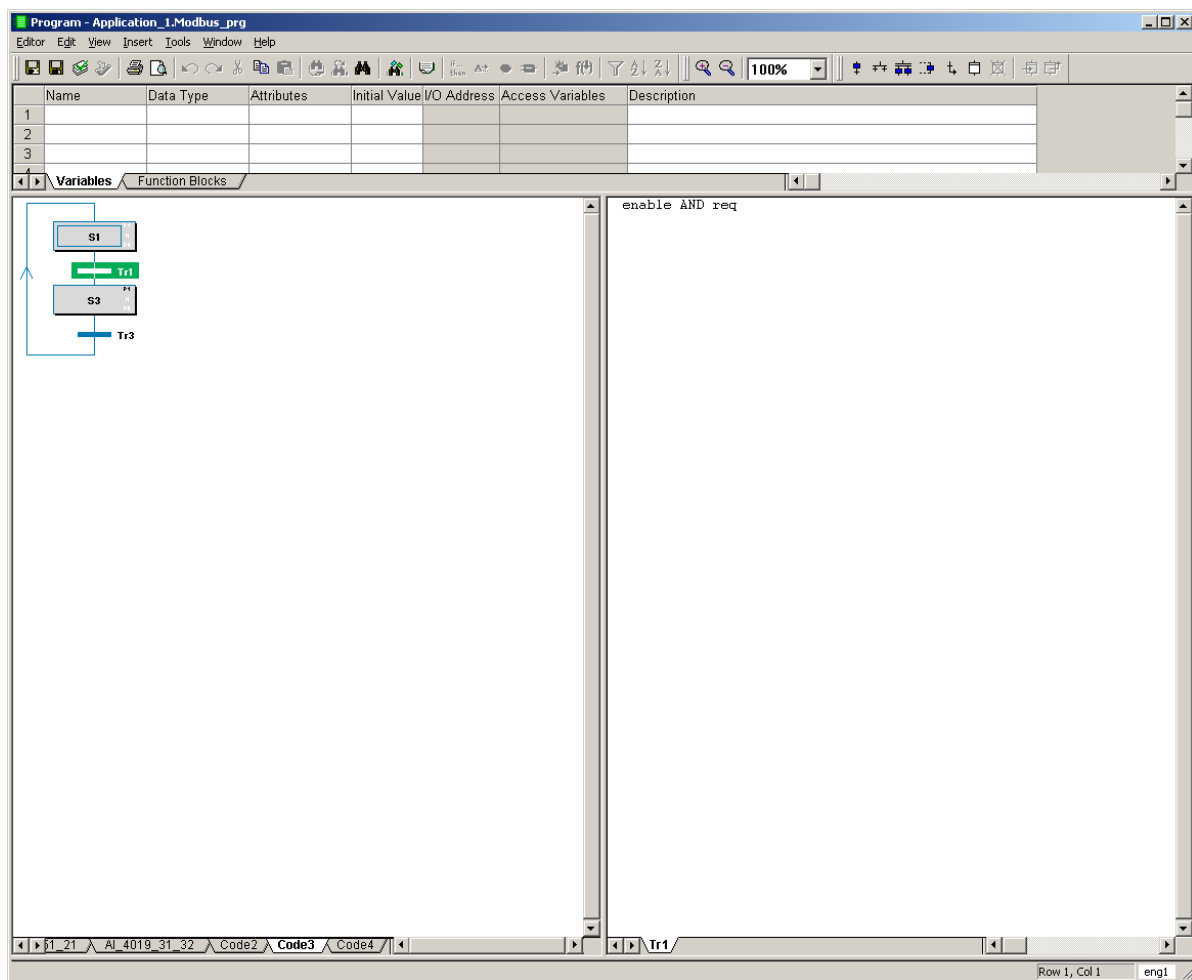 Program - Application_1.Modbus_prg
Editor Edit View Insert Tools Window Help
100%
Name Data Type Attributes Initial Value I/O Address Access Variables Description
1
2
3
Variables Function Blocks
enable AND req
S1
Tr1
S3
Tr3
51_21 AI_4019_31_32 Code2 Code3 Code4
Tr1
Row 1, Col 1 eng1